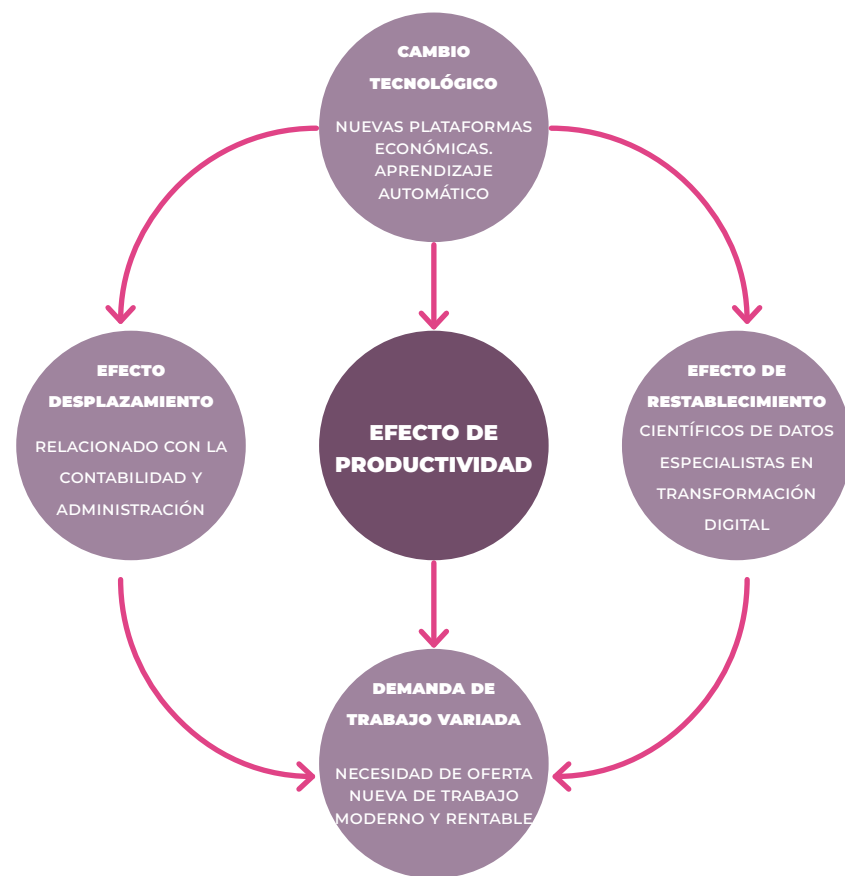 CAMBIO
TECNOLÓGICO
NUEVAS PLATAFORMAS
ECONÓMICAS.
APRENDIZAJE
AUTOMÁTICO
EFECTO
DESPLAZAMIENTO
RELACIONADO CON LA
CONTABILIDAD Y
ADMINISTRACIÓN
EFECTO DE
PRODUCTIVIDAD
EFECTO DE
RESTABLECIMIENTO
CIENTÍFICOS DE DATOS
ESPECIALISTAS EN
TRANSFORMACIÓN
DIGITAL
DEMANDA DE
TRABAJO VARIADA
NECESIDAD DE OFERTA
NUEVA DE TRABAJO
MODERNO Y RENTABLE